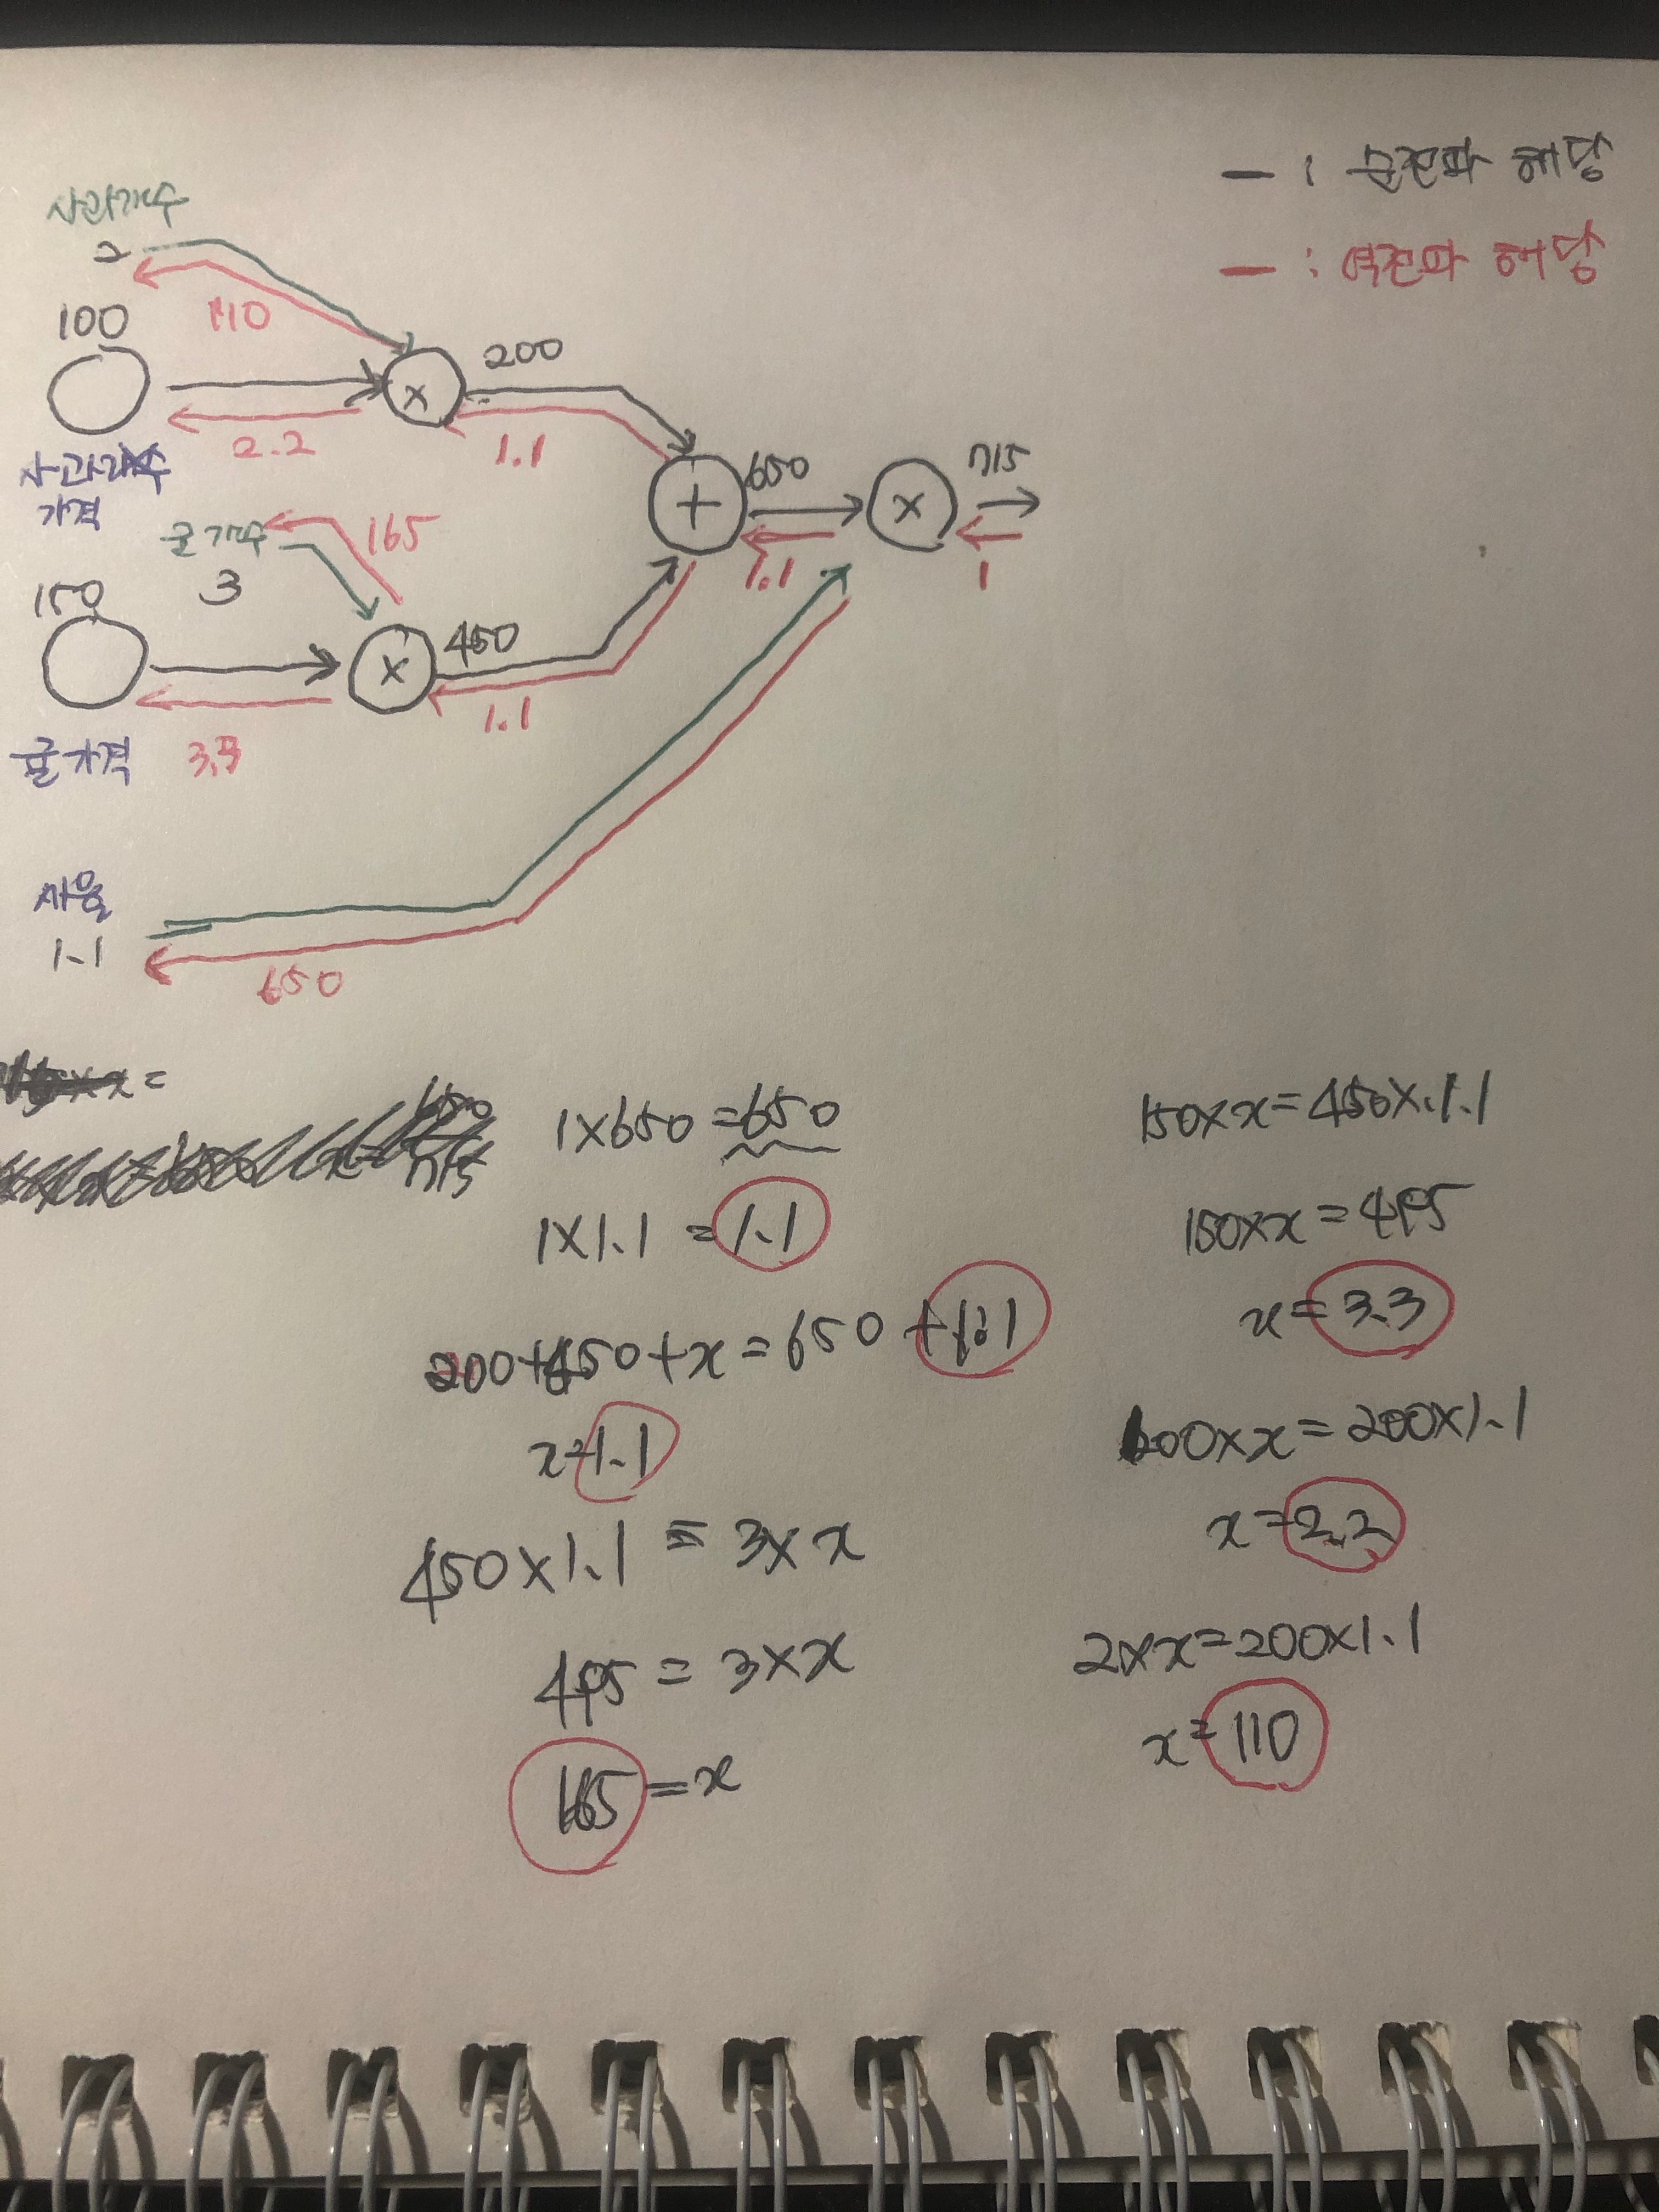 — : 순전파 해당
— : 역전파 해당
사과개수
2
110
100
200
2.2
1.1
사과
가격
650
715
귤개수
165
3
1.1
1
150
450
1.1
귤가격 3.3
세율
1.1
650
=
650
715
1×650=650
1×1.1 =1.1
200+450+x=650+1.1
x=1.1
450×1.1=3×x
495=3×x
165=x
150×x=450×1.1
150×x=495
x=3.3
100×x=200×1.1
x=2.2
2×x=200×1.1
x=110